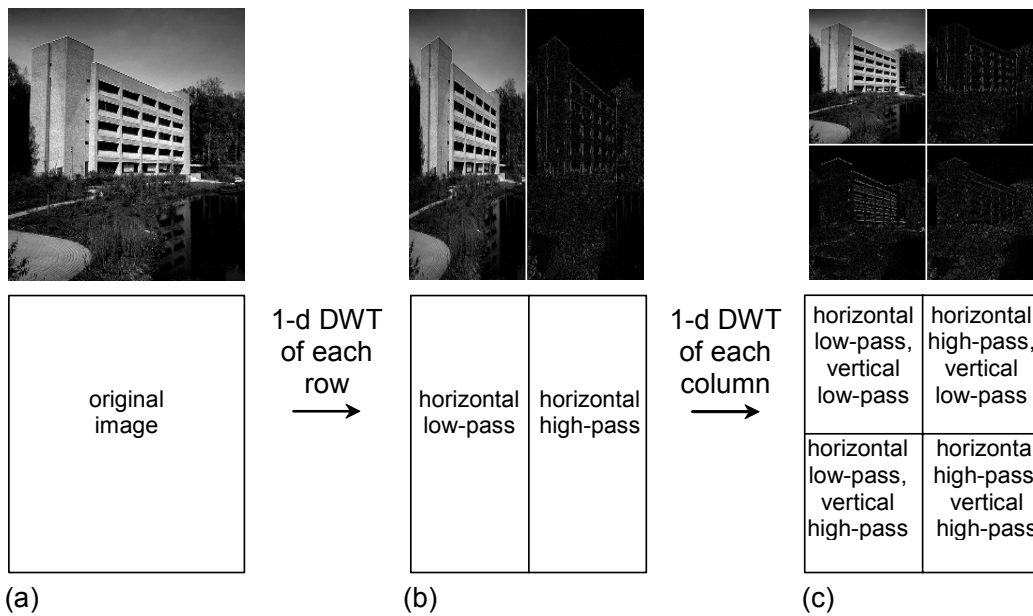 original
image
(a)
1-d DWT
of each
row
horizontal
low-pass
horizontal
high-pass
(b)
1-d DWT
of each
column
horizontal
low-pass,
vertical
low-pass
horizontal
high-pass,
vertical
low-pass
horizontal
low-pass,
vertical
high-pass
horizonta
high-pass
vertical
high-pass
(c)